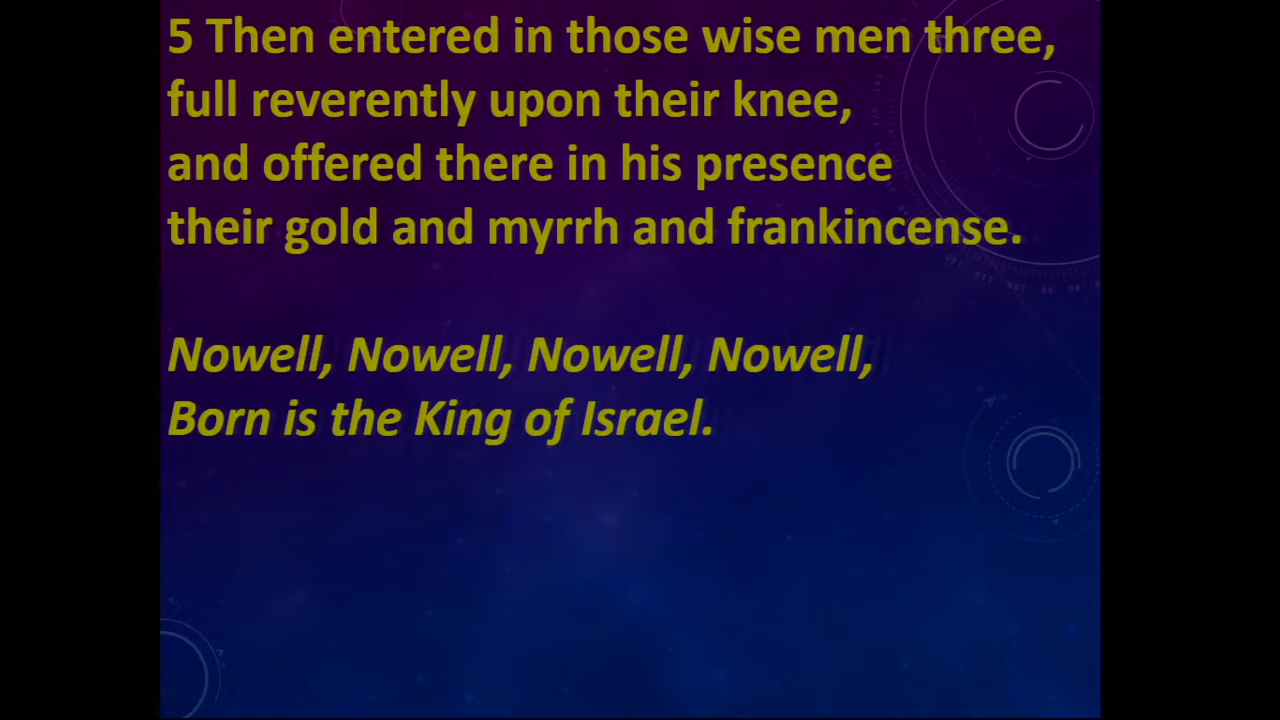 5 Then entered in those wise men three,
full reverently upon their knee,
and offered there in his presence
their gold and myrrh and frankincense.
Nowell, Nowell, Nowell, Nowell,
Born is the King of Israel.